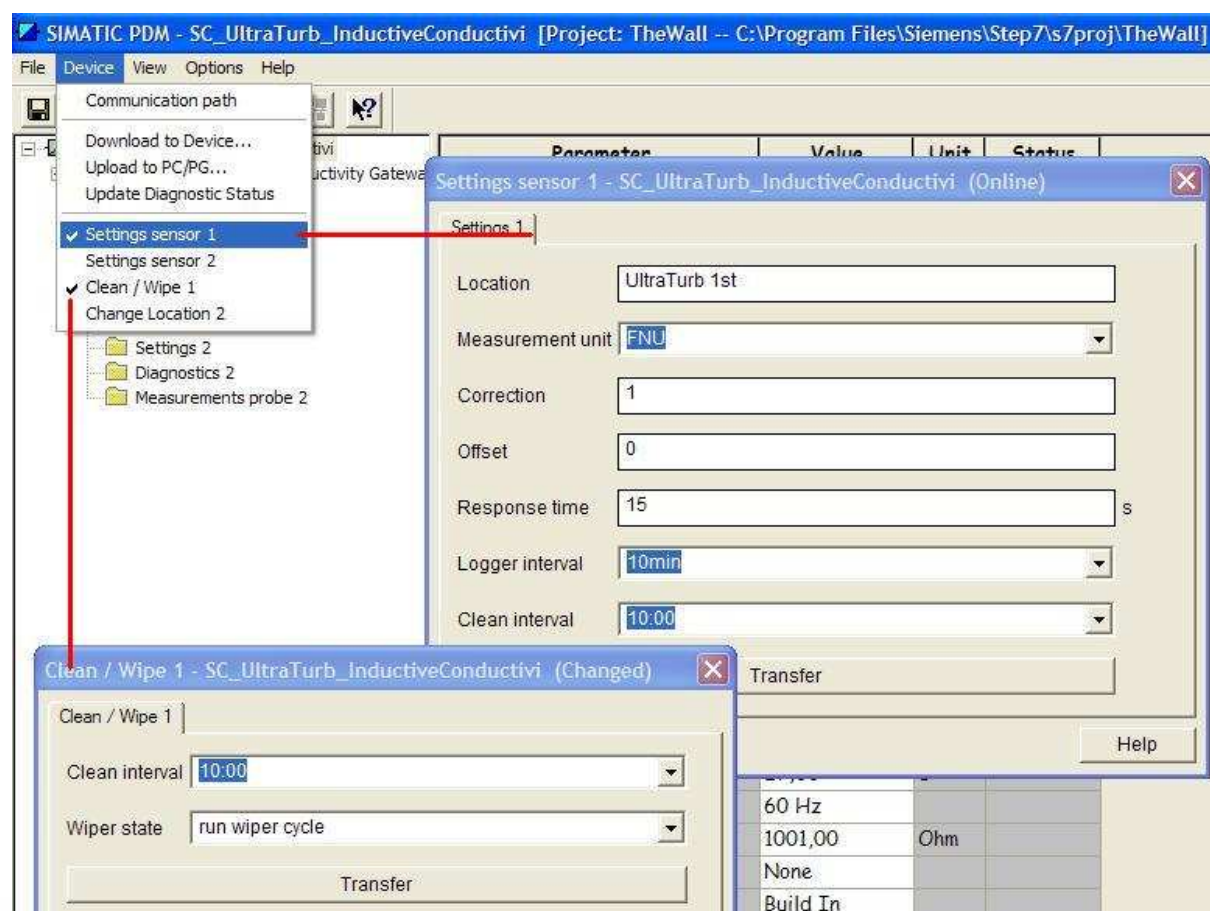 SIMATIC PDM - SC_UltraTurb_InductiveConductivi [Project: TheWall -- C:\Program Files\Siemens\Step7\s7proj\TheWall]
File Device View Options Help
Communication path
Download to Device...
Upload to PC/PG...
Update Diagnostic Status
Settings sensor 1
Settings sensor 2
Clean / Wipe 1
Change Location 2
tivi
uctivity Gatewa
Settings 2
Diagnostics 2
Measurements probe 2
Parameter Value Unit Status
Settings sensor 1 - SC_UltraTurb_InductiveConductivi (Online)
Settings 1
Location UltraTurb 1st
Measurement unit FNU
Correction 1
Offset 0
Response time 15 s
Logger interval 10min
Clean interval 10:00
Transfer
Help
Clean / Wipe 1 - SC_UltraTurb_InductiveConductivi (Changed)
Clean / Wipe 1
Clean interval 10:00
Wiper state run wiper cycle
Transfer
60 Hz
1001,00 Ohm
None
Build In